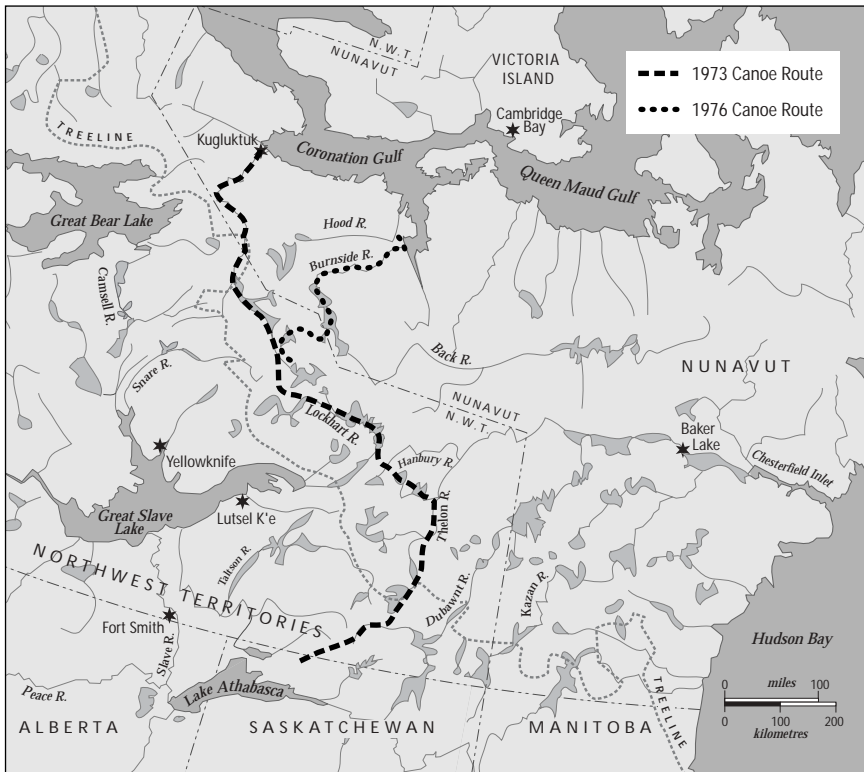 N.W.T.
NUNAVUT
VICTORIA
ISLAND
1973 Canoe Route
1976 Canoe Route
Cambridge
Bay
TREELINE
Kugluktuk
Coronation Gulf
Queen Maud Gulf
Great Bear Lake
Hood R.
Burnside R.
Camsell R.
Snare R.
Back R.
NUNAVUT
NUNAVUT
N.W.T.
Lockhart R.
Baker
Lake
Yellowknife
Hanbury R.
Chesterfield Inlet
Great Slave
Lake
Lutsel K'e
Thelon R.
Taltson R.
NORTHWEST TERRITORIES
Dubawnt R.
Kazan R.
Fort Smith
Slave R.
Hudson Bay
Lake Athabasca
Peace R.
TREELINE
0 miles 100
0 100 200
kilometres
ALBERTA
SASKATCHEWAN
MANITOBA